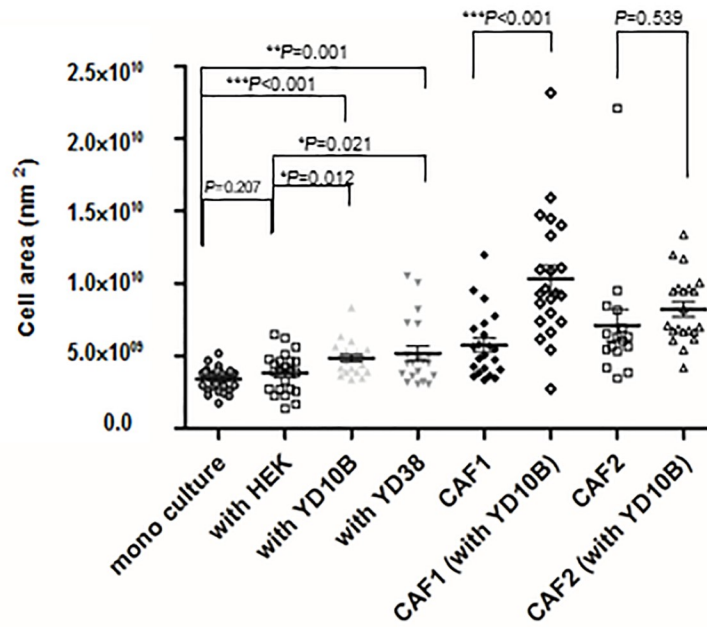 ***P<0.001
P=0.539
**P=0.001
***P<0.001
*P=0.021
P=0.207
*P=0.012
Cell area (nm²)
2.5x10¹⁰
2.0x10¹⁰
1.5x10¹⁰
1.0x10¹⁰
5.0x10⁰⁹
0.0
mono culture
with HEK
with YD10B
with YD38
CAF1
CAF1 (with YD10B)
CAF2
CAF2 (with YD10B)